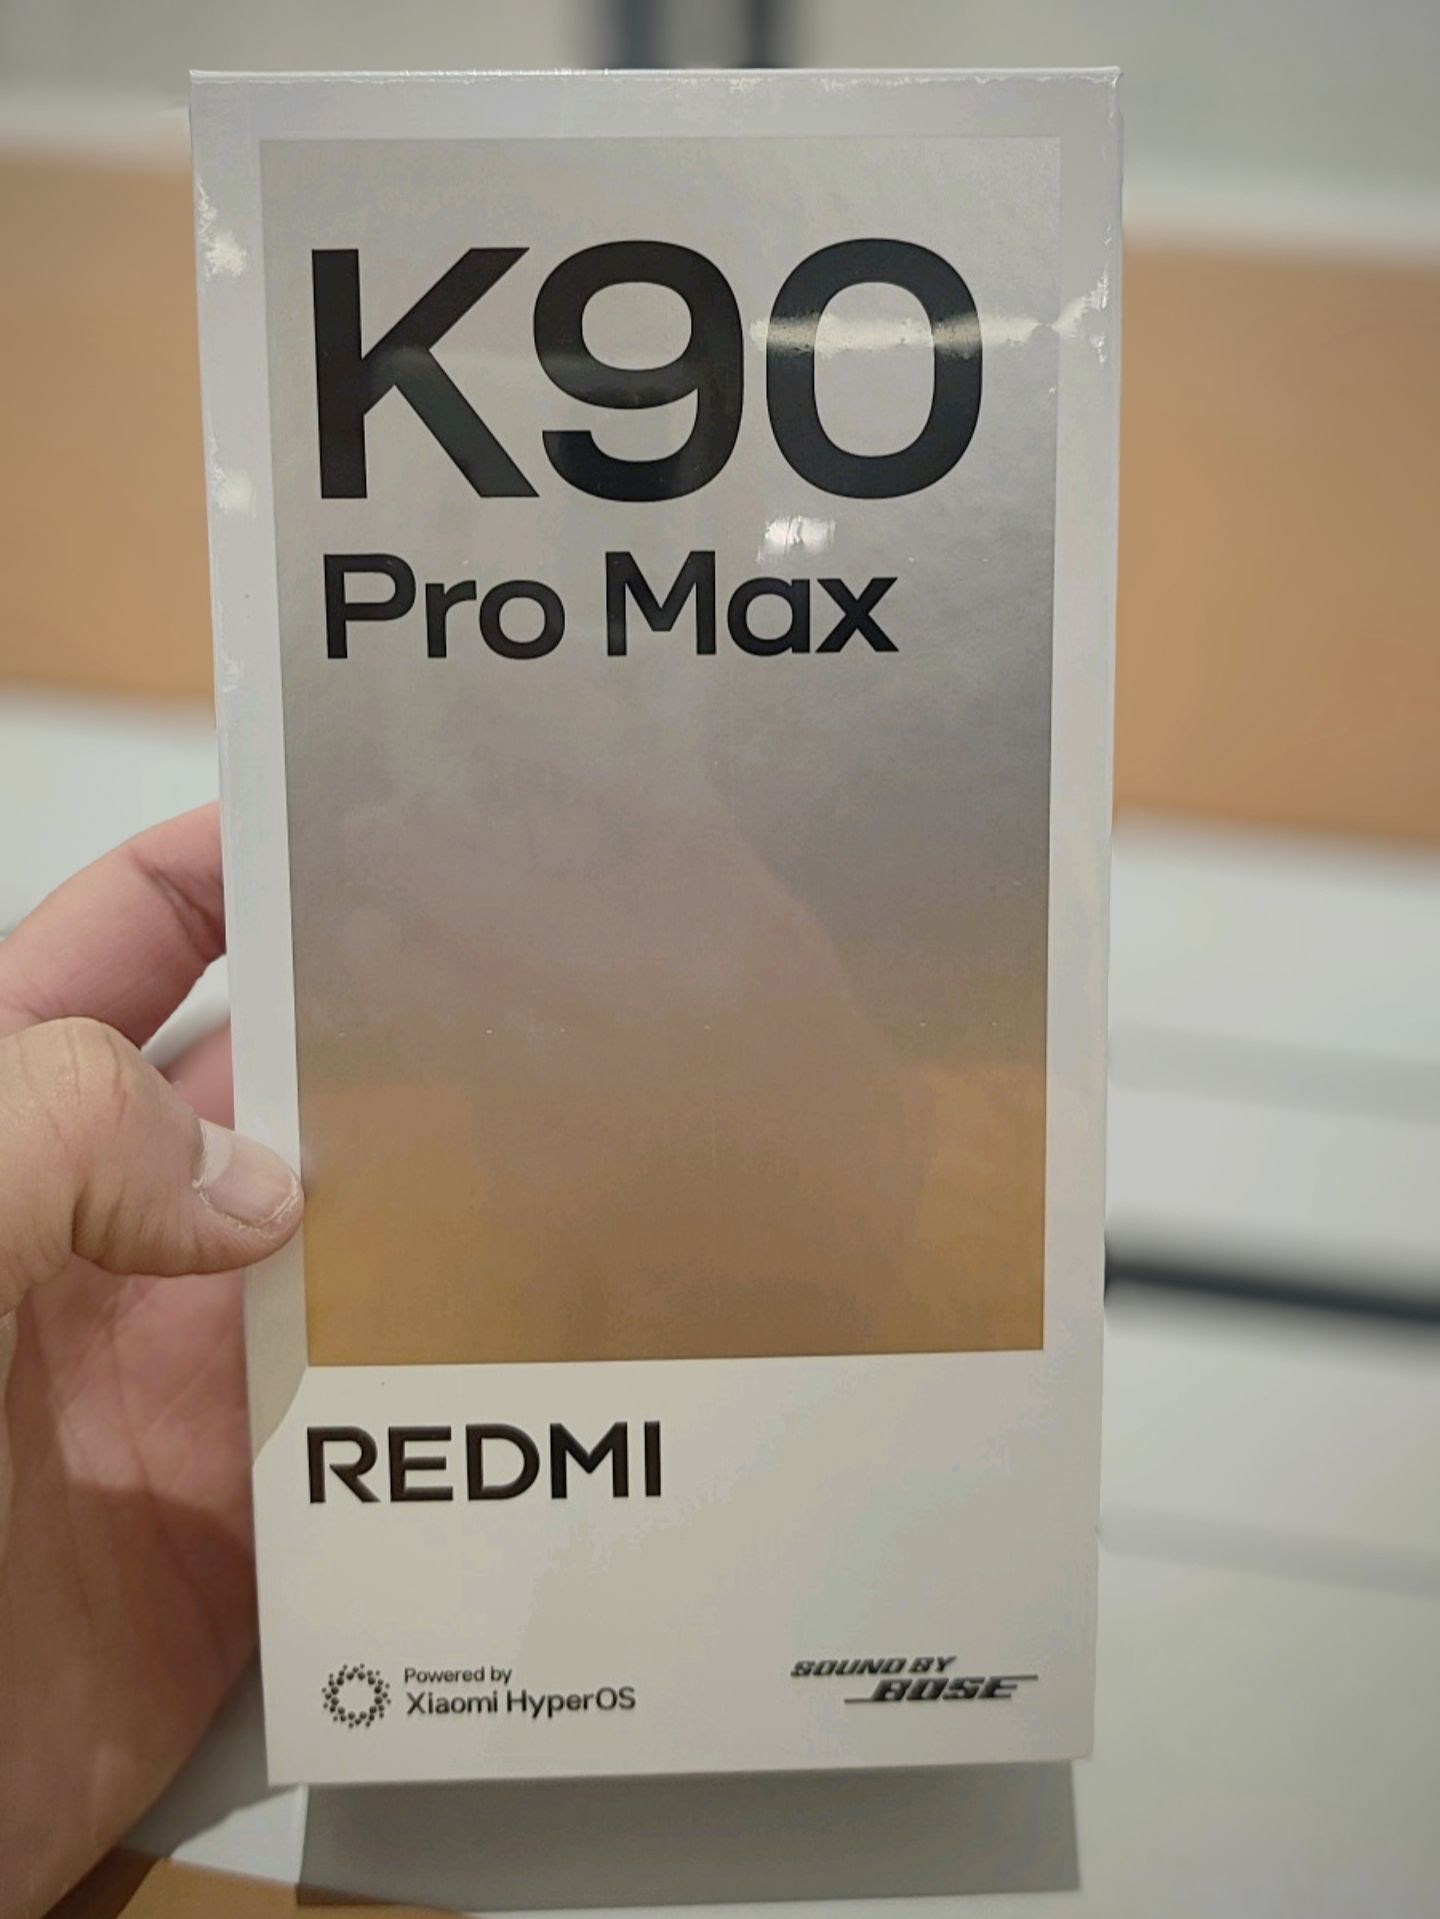 K90
Pro Max
REDMI
Powered by
Xiaomi HyperOS
SOUND BY
BOSE